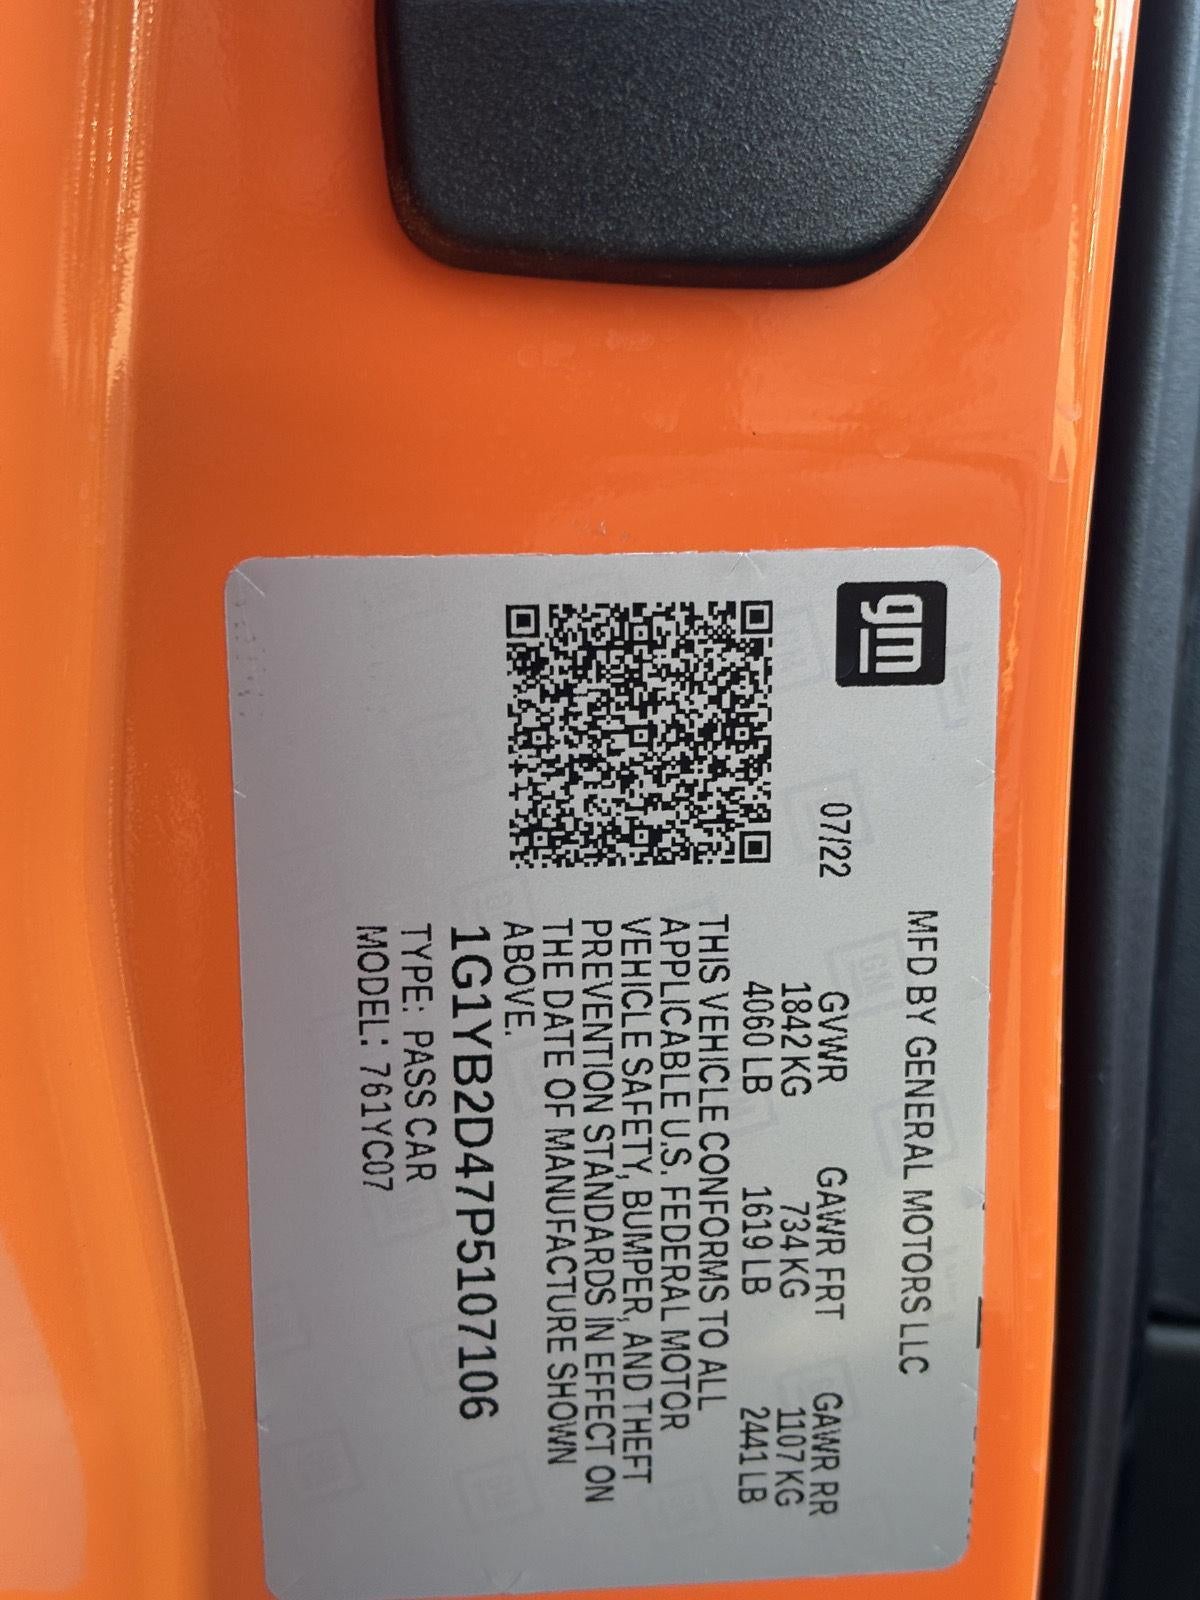 gm
MFD BY GENERAL MOTORS LLC
07/22 GVWR GAWR FRT GAWR RR
1842 KG 734 KG 1107 KG
4060 LB 1619 LB 2441 LB
THIS VEHICLE CONFORMS TO ALL
APPLICABLE U.S. FEDERAL MOTOR
VEHICLE SAFETY, BUMPER, AND THEFT
PREVENTION STANDARDS IN EFFECT ON
THE DATE OF MANUFACTURE SHOWN
ABOVE.
1G1YB2D47P5107106
TYPE: PASS CAR
MODEL: 761YC07